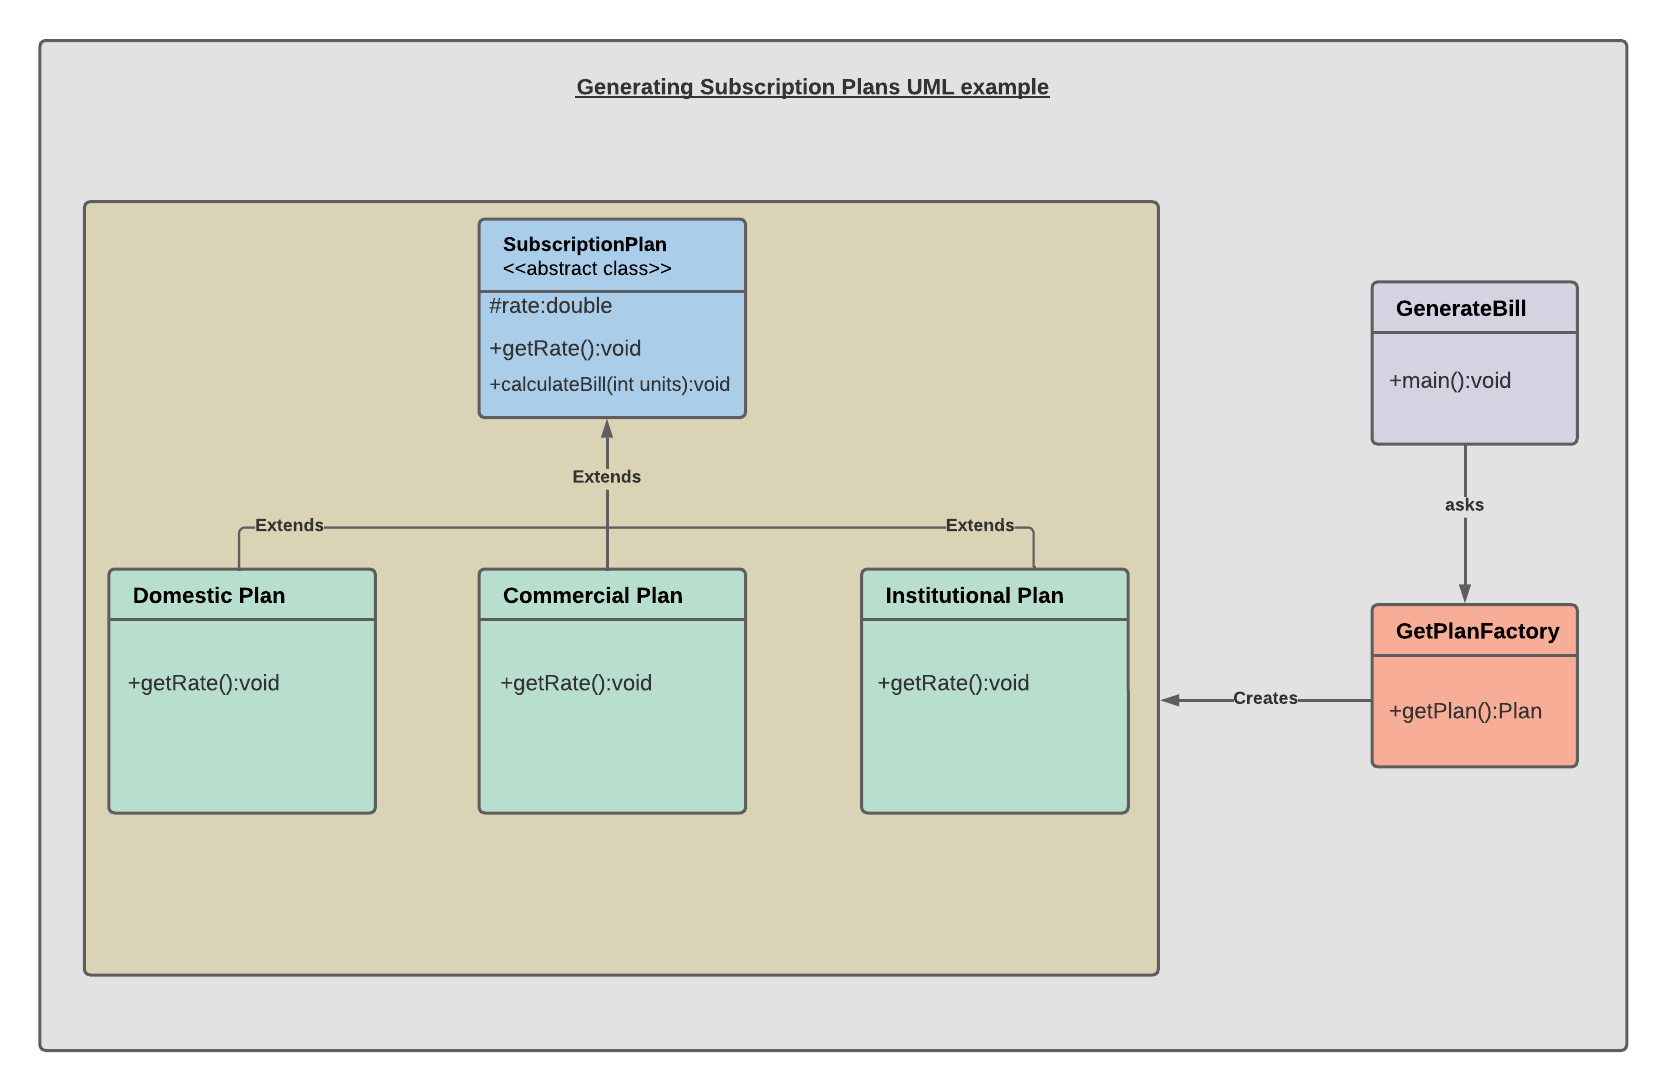 Generating Subscription Plans UML example
SubscriptionPlan
<<abstract class>>
#rate:double
+getRate():void
+calculateBill(int units):void
Extends
Extends
Extends
Domestic Plan
+getRate():void
Commercial Plan
+getRate():void
Institutional Plan
+getRate():void
GenerateBill
+main():void
asks
GetPlanFactory
+getPlan():Plan
Creates